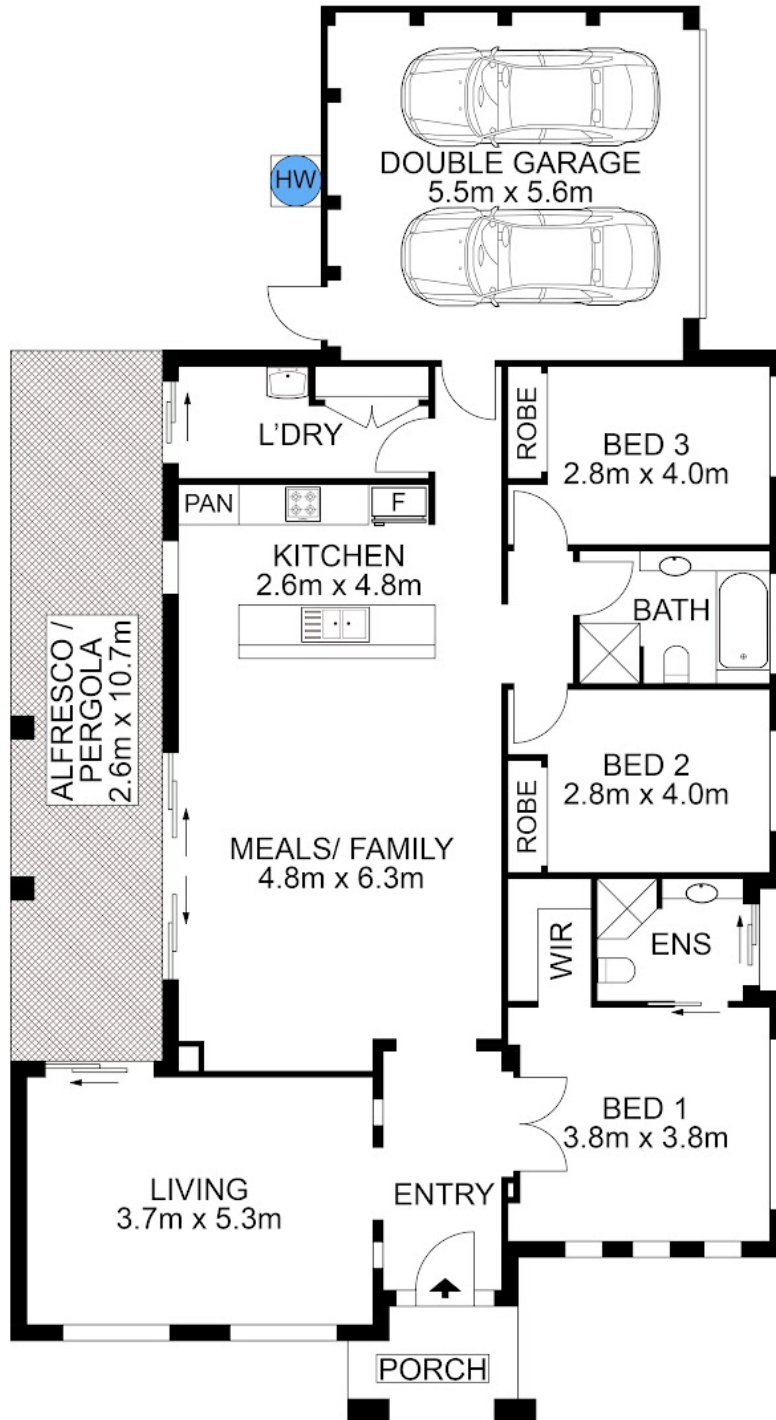 DOUBLE GARAGE
5.5m x 5.6m
HW
L'DRY
ROBE
BED 3
2.8m x 4.0m
PAN
F
KITCHEN
2.6m x 4.8m
BATH
ALFRESCO /
PERGOLA
2.6m x 10.7m
BED 2
2.8m x 4.0m
ROBE
MEALS/ FAMILY
4.8m x 6.3m
WIR
ENS
BED 1
3.8m x 3.8m
LIVING
3.7m x 5.3m
ENTRY
PORCH